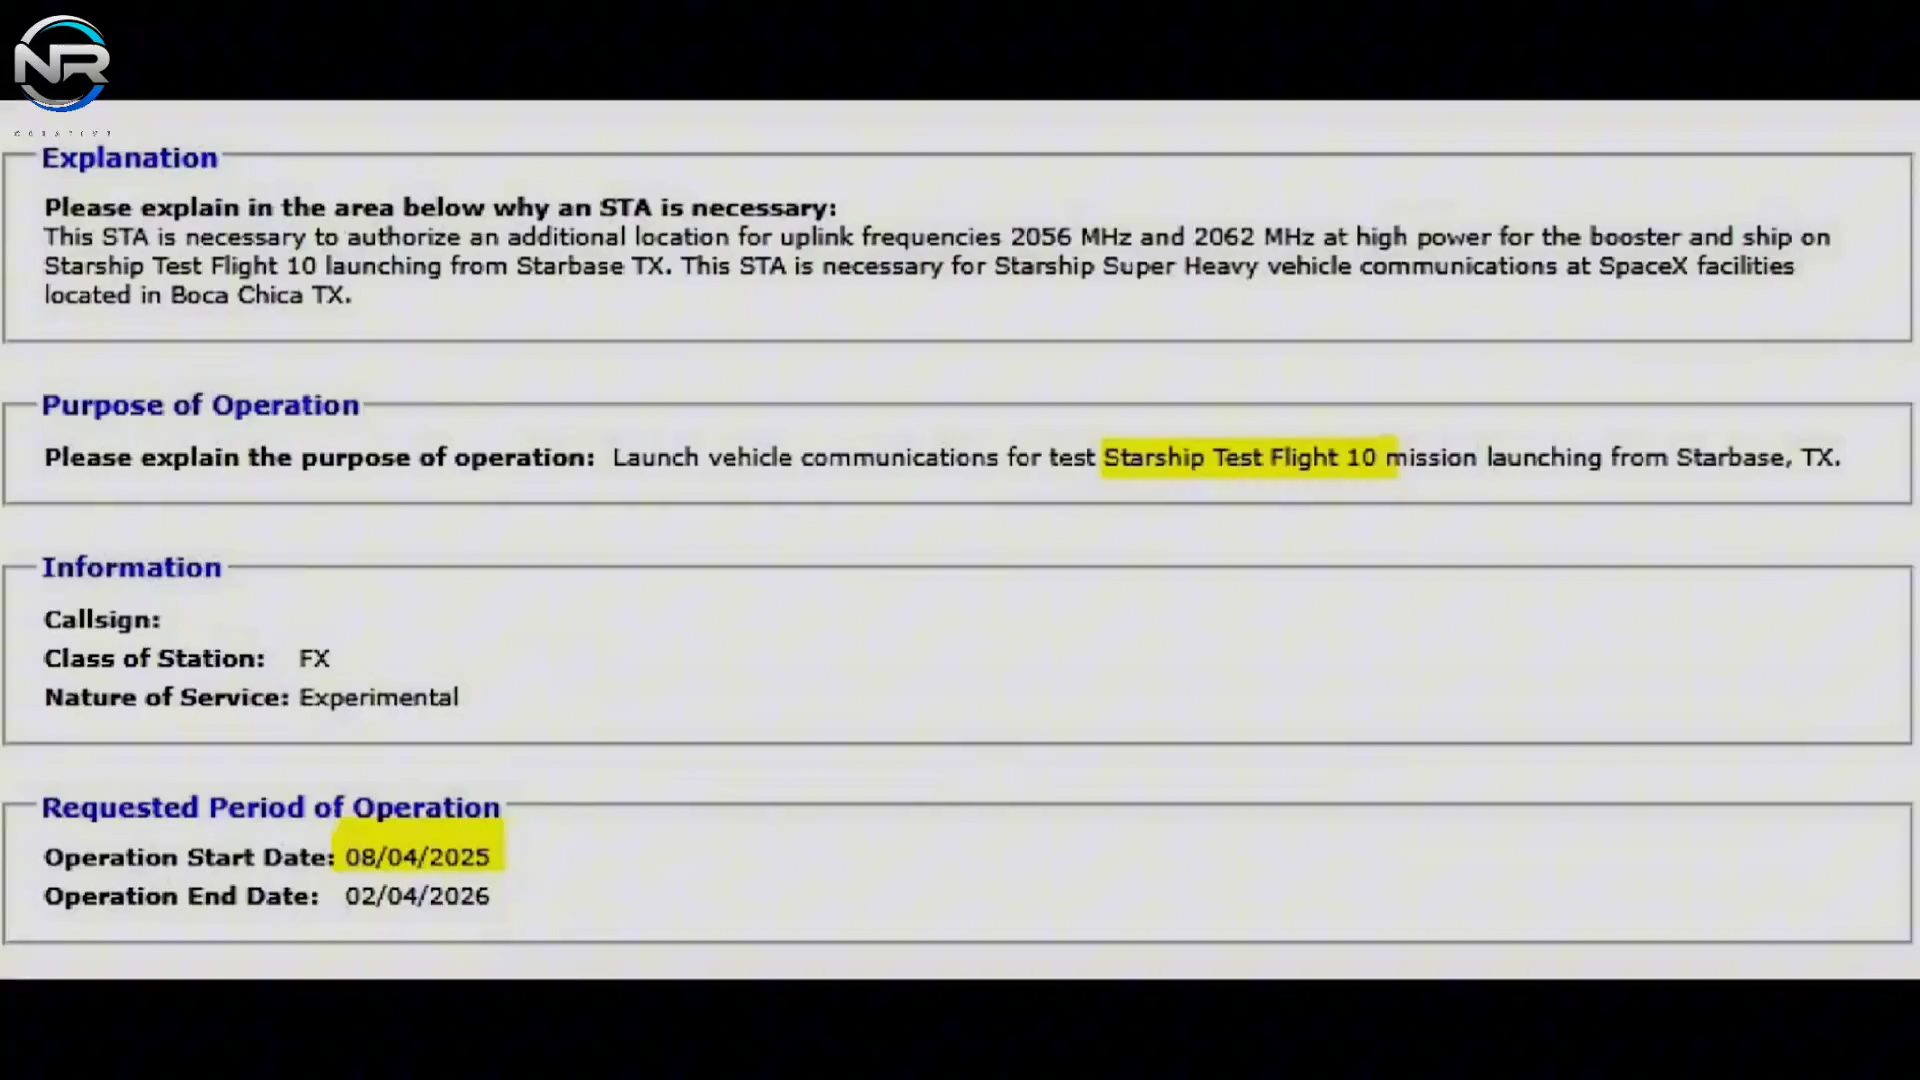 NR
CREATIVE
Explanation
Please explain in the area below why an STA is necessary:
This STA is necessary to authorize an additional location for uplink frequencies 2056 MHz and 2062 MHz at high power for the booster and ship on
Starship Test Flight 10 launching from Starbase TX. This STA is necessary for Starship Super Heavy vehicle communications at SpaceX facilities
located in Boca Chica TX.
Purpose of Operation
Please explain the purpose of operation: Launch vehicle communications for test Starship Test Flight 10 mission launching from Starbase, TX.
Information
Callsign:
Class of Station: FX
Nature of Service: Experimental
Requested Period of Operation
Operation Start Date: 08/04/2025
Operation End Date: 02/04/2026